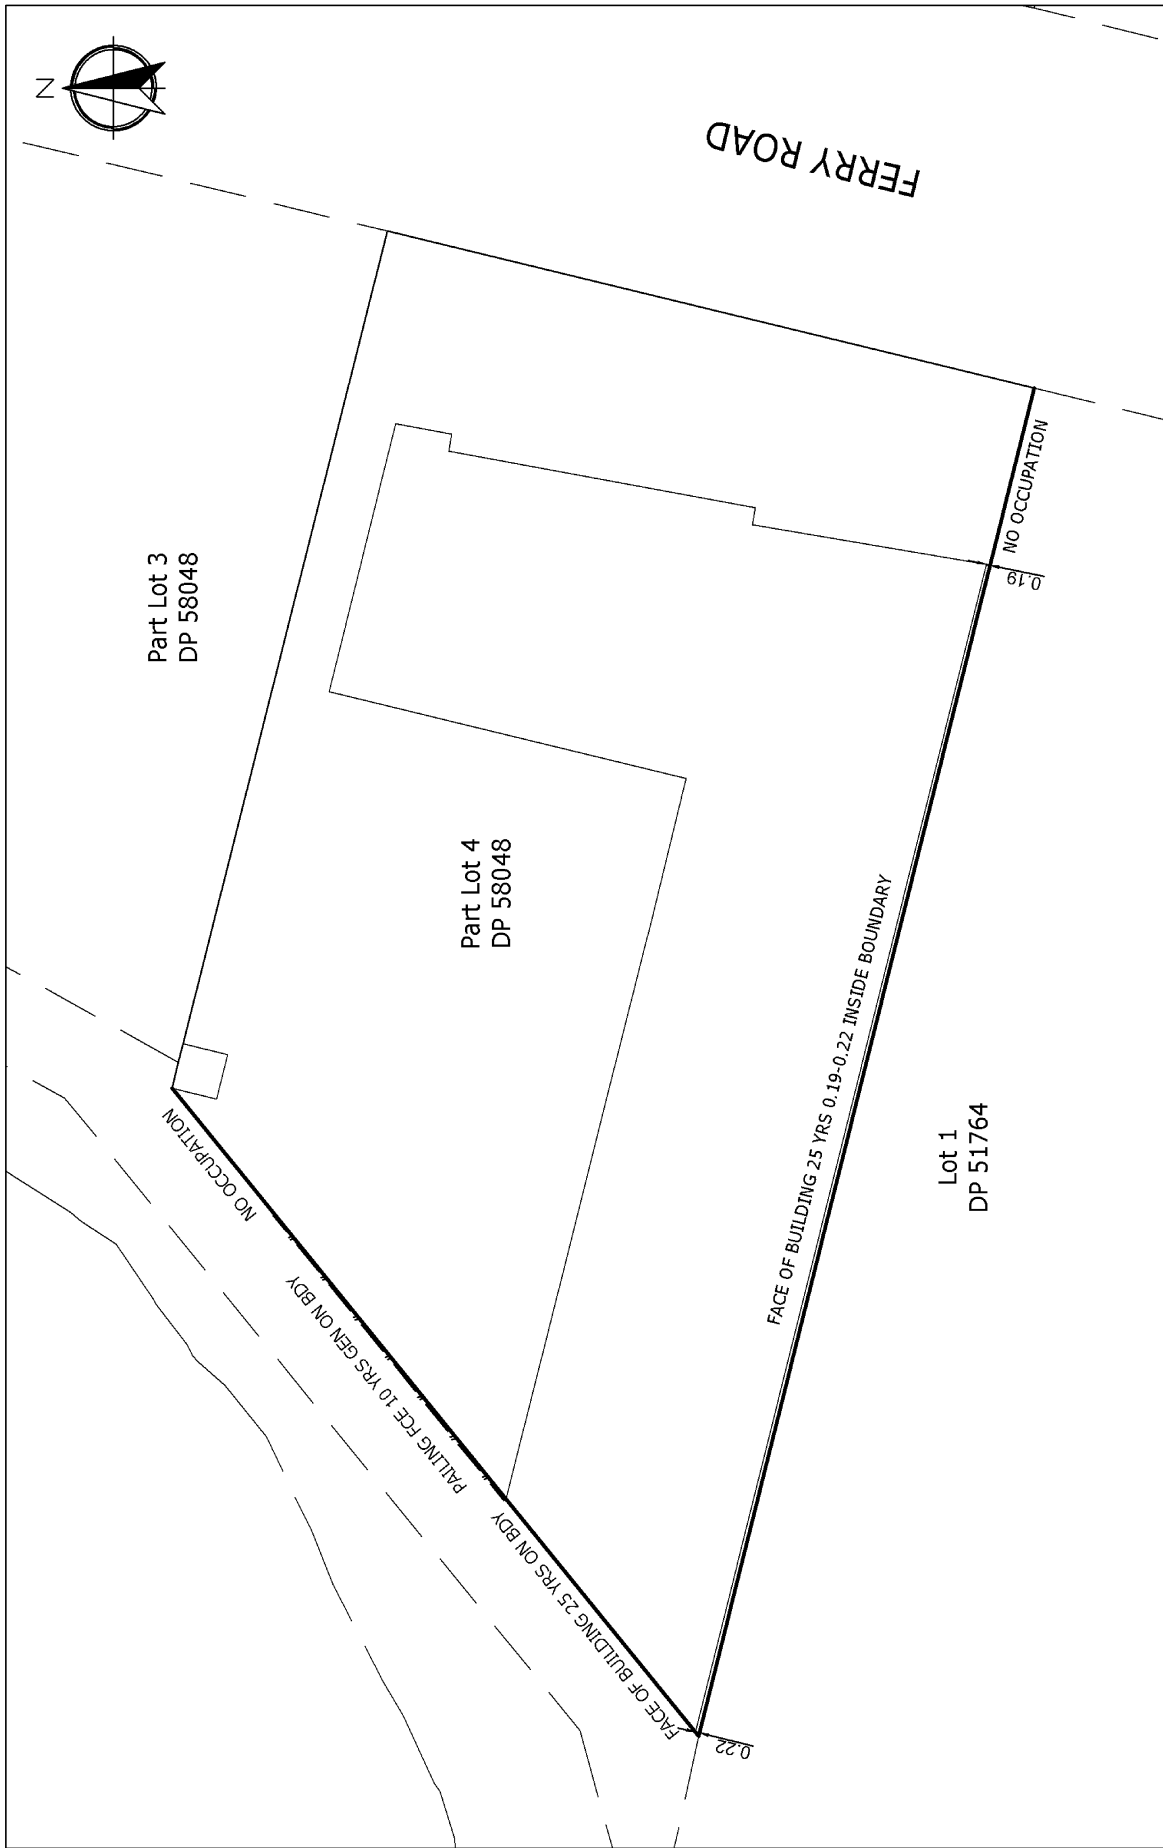 N
FERRY ROAD
Part Lot 3
DP 58048
NO OCCUPATION
0.19
Part Lot 4
DP 58048
FACE OF BUILDING 25 YRS 0.19-0.22 INSIDE BOUNDARY
NO OCCUPATION
PAILING FCE 10 YRS GEN ON BDY
Lot 1
DP 51764
FACE OF BUILDING 25 YRS ON BDY
0.22